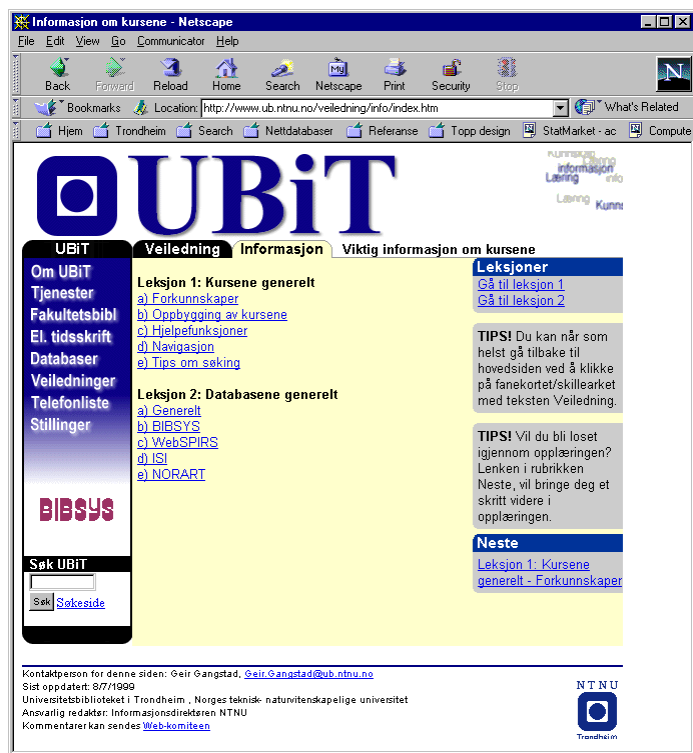 Informasjon om kursene - Netscape
File Edit View Go Communicator Help
Back Forward Reload Home Search Netscape Print Security Stop
My
N
Bookmarks Location: http://www.ub.ntnu.no/veiledning/info/index.htm What's Related
Hjem Trondheim Search Nettdatabaser Referanse Topp design StatMarket - ac Compute
UBiT
Kunnskap
Læring
informasjon
Læring info
Læring
Kunns
UBiT Veiledning Informasjon Viktig informasjon om kursene
Om UBiT
Tjenester
Fakultetsbibl
El. tidsskrift
Databaser
Veiledninger
Telefonliste
Stillinger
BIBSYS
Søk UBiT
Søk Søkeside
Leksjon 1: Kursene generelt
a) Forkunnskaper
b) Oppbygging av kursene
c) Hjelpefunksjoner
d) Navigasjon
e) Tips om søking
Leksjon 2: Databasene generelt
a) Generelt
b) BIBSYS
c) WebSPIRS
d) ISI
e) NORART
Leksjoner
Gå til leksjon 1
Gå til leksjon 2
TIPS! Du kan når som
helst gå tilbake til
hovedsiden ved å klikke
på fanekortet/skillearket
med teksten Veiledning.
TIPS! Vil du bli loset
igjennom opplæringen?
Lenken i rubrikken
Neste, vil bringe deg et
skritt videre i
opplæringen.
Neste
Leksjon 1: Kursene
generelt - Forkunnskaper
Kontaktperson for denne siden: Geir Gangstad, Geir.Gangstad@ub.ntnu.no
Sist oppdatert: 8/7/1999
Universitetsbiblioteket i Trondheim , Norges teknisk- naturvitenskapelige universitet
Ansvarlig redaktør: Informasjonsdirektøren NTNU
Kommentarer kan sendes Web-komiteen
NTNU
Trondheim